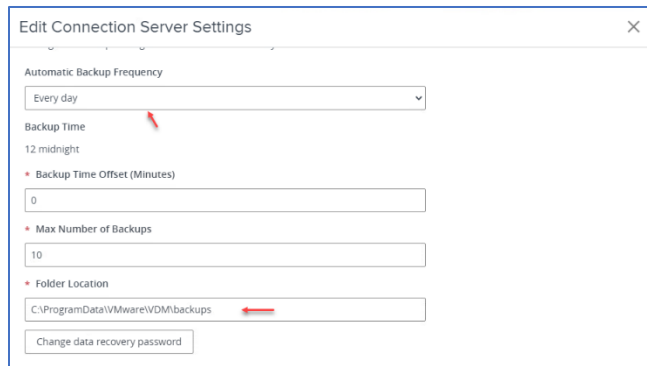 Edit Connection Server Settings
Automatic Backup Frequency
Every day
Backup Time
12 midnight
* Backup Time Offset (Minutes)
0
* Max Number of Backups
10
* Folder Location
C:\ProgramData\VMware\VDM\backups
Change data recovery password